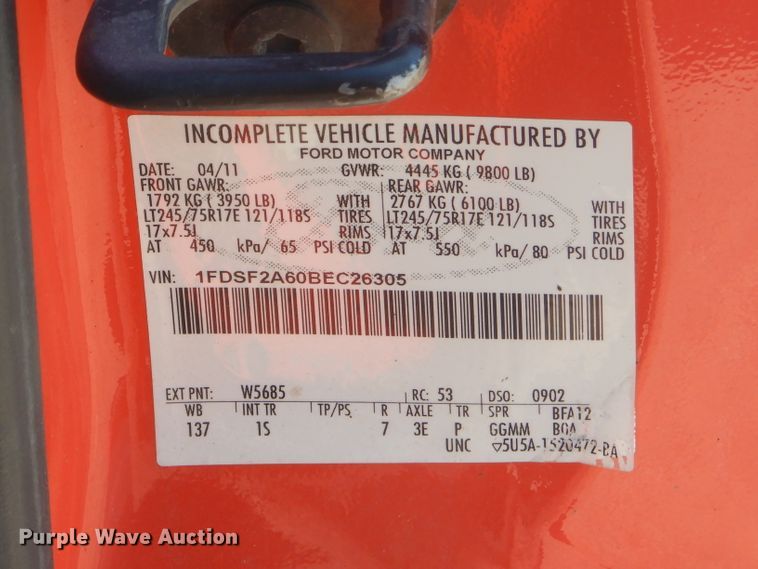 INCOMPLETE VEHICLE MANUFACTURED BY
FORD MOTOR COMPANY
DATE: 04/11 GVWR: 4445 KG ( 9800 LB)
FRONT GAWR: REAR GAWR:
1792 KG ( 3950 LB) WITH 2767 KG ( 6100 LB) WITH
LT245/75R17E 121/118S TIRES LT245/75R17E 121/118S TIRES
17x7.5J RIMS 17x7.5J RIMS
AT 450 kPa/ 65 PSI COLD AT 550 kPa/ 80 PSI COLD
VIN: 1FDSF2A60BEC26305
EXT PNT: W5685 RC: 53 DSO: 0902
WB INT TR TP/PS R AXLE TR SPR BFA12
137 1S 7 3E P GGMM B0A
UNC ▽5U5A-1520472-BA
Purple Wave Auction